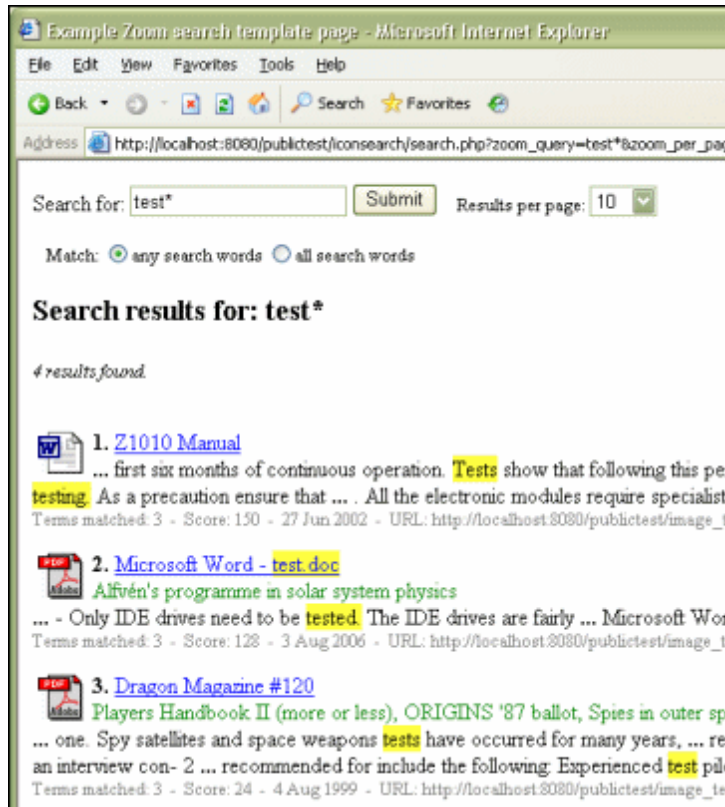 Example Zoom search template page - Microsoft Internet Explorer
File Edit View Favorites Tools Help
Back Search Favorites
Address http://localhost:8080/publictest/iconsearch/search.php?zoom_query=test*&zoom_per_pag
Search for: test* Submit Results per page: 10
Match: any search words all search words
Search results for: test*
4 results found.
1. Z1010 Manual
... first six months of continuous operation. Tests show that following this pe
testing. As a precaution ensure that ... . All the electronic modules require specialist
Terms matched: 3 - Score: 150 - 27 Jun 2002 - URL: http://localhost:8080/publictest/image_t
PDF Adobe 2. Microsoft Word - test.doc
Alfvén's programme in solar system physics
... - Only IDE drives need to be tested. The IDE drives are fairly ... Microsoft Wor
Terms matched: 3 - Score: 128 - 3 Aug 2006 - URL: http://localhost:8080/publictest/image_t
PDF Adobe 3. Dragon Magazine #120
Players Handbook II (more or less), ORIGINS '87 ballot, Spies in outer sp
... one. Spy satellites and space weapons tests have occurred for many years, ... re
an interview con- 2 ... recommended for include the following: Experienced test pil
Terms matched: 3 - Score: 24 - 4 Aug 1999 - URL: http://localhost:8080/publictest/image_te